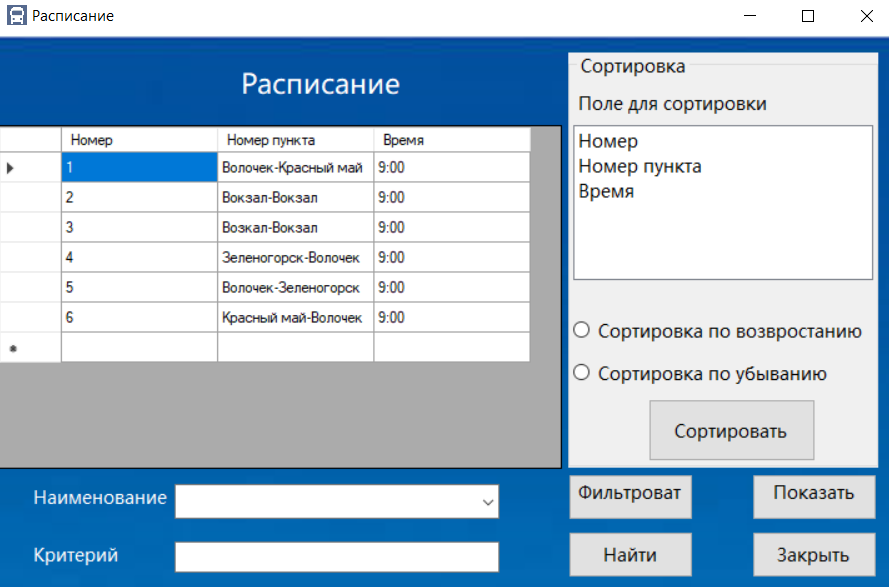 Расписание
Расписание
Номер Номер пункта Время
1 Волочек-Красный май 9:00
2 Вокзал-Вокзал 9:00
3 Возкал-Вокзал 9:00
4 Зеленогорск-Волочек 9:00
5 Волочек-Зеленогорск 9:00
6 Красный май-Волочек 9:00
Сортировка
Поле для сортировки
Номер
Номер пункта
Время
Сортировка по возвростанию
Сортировка по убыванию
Сортировать
Наименование
Критерий
Фильтроват
Показать
Найти
Закрыть